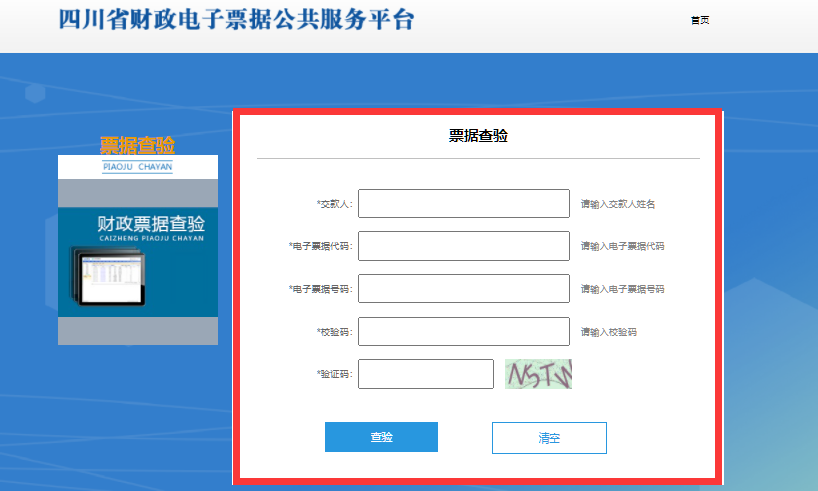 四川省财政电子票据公共服务平台
首页
票据查验
PIAOJU CHAYAN
财政票据查验
CAIZHENG PIAOJU CHAYAN
票据查验
*交款人： 请输入交款人姓名
*电子票据代码： 请输入电子票据代码
*电子票据号码： 请输入电子票据号码
*校验码： 请输入校验码
*验证码： NSTW
查验 清空